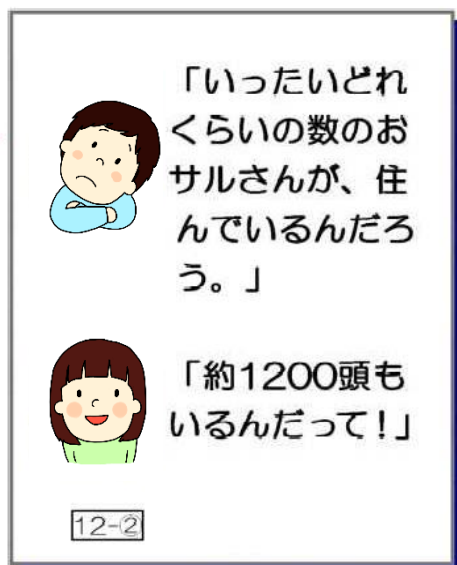 「いったいどれ
くらいの数のお
サルさんが、住
んでいるんだろ
う。」
「約1200頭も
いるんだって!」
12-②